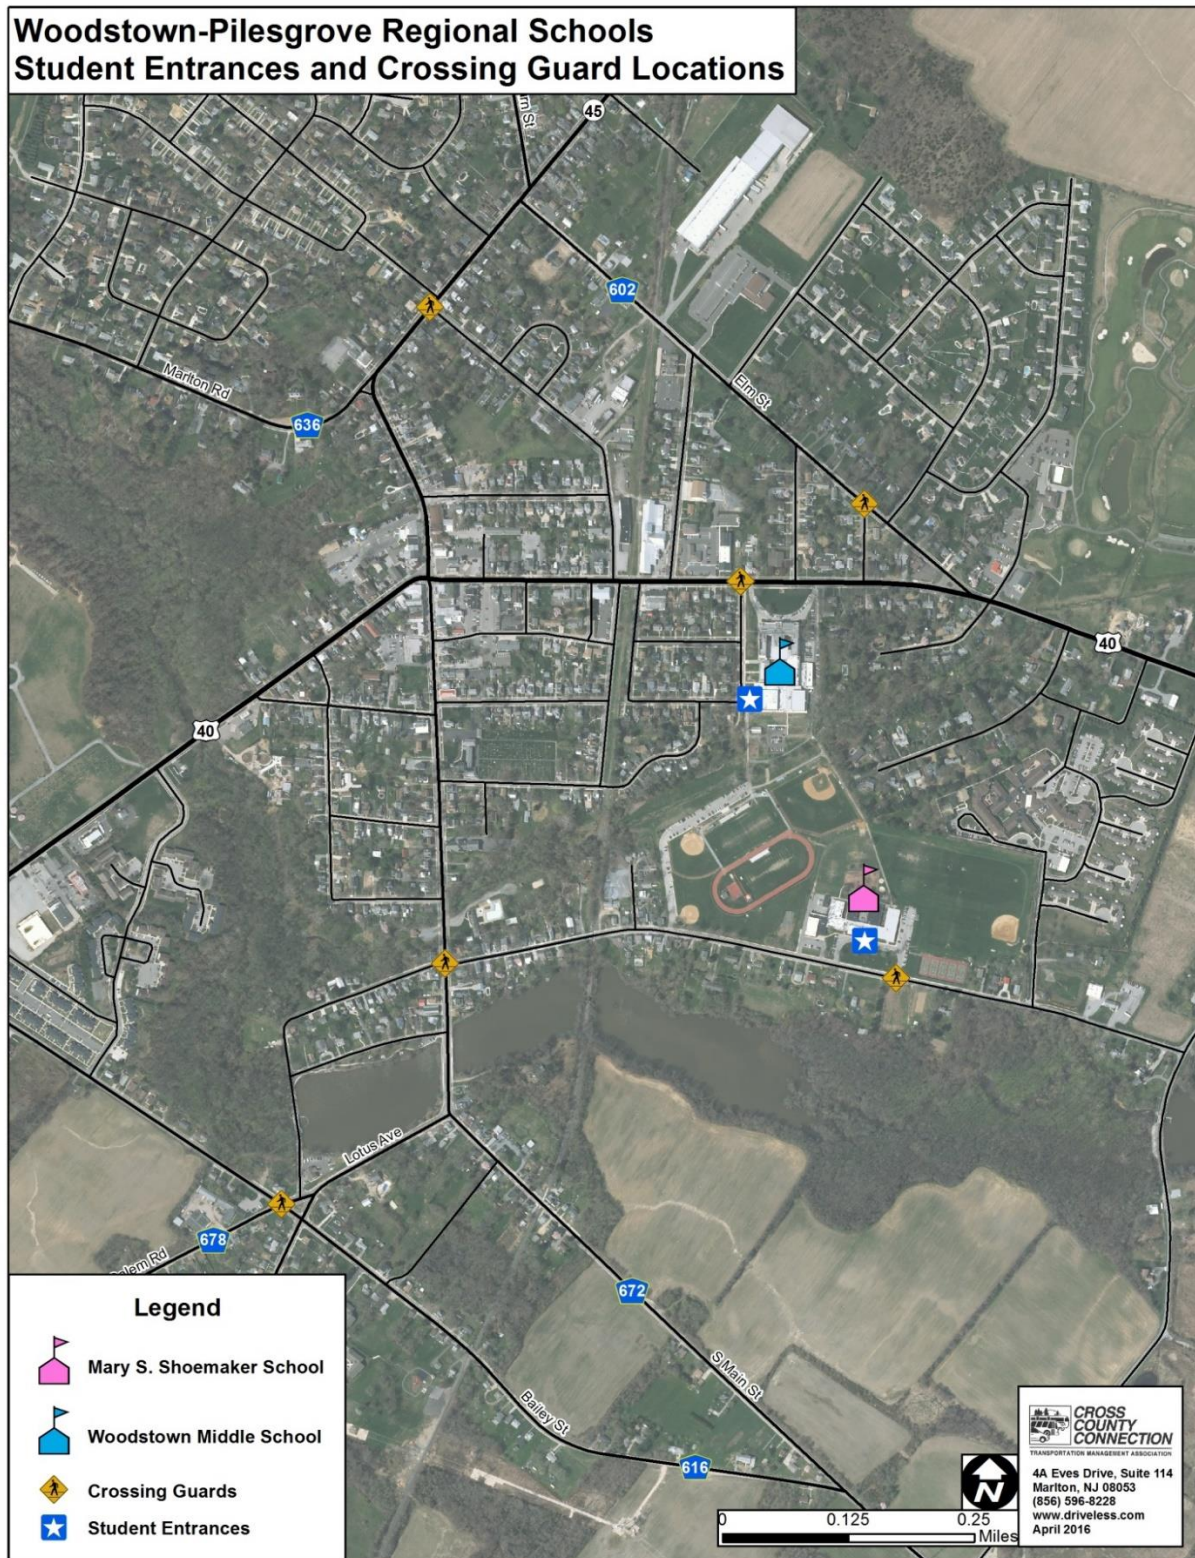 Woodstown-Pilesgrove Regional Schools
Student Entrances and Crossing Guard Locations
45
602
Marlton Rd
636
Elm St
40
40
Lotus Ave
678
672
S Main St
Bailey St
616
Legend
Mary S. Shoemaker School
Woodstown Middle School
Crossing Guards
Student Entrances
CROSS
COUNTY
CONNECTION
TRANSPORTATION MANAGEMENT ASSOCIATION
4A Eves Drive, Suite 114
Marlton, NJ 08053
(856) 596-8228
www.driveless.com
April 2016
N
0 0.125 0.25
Miles